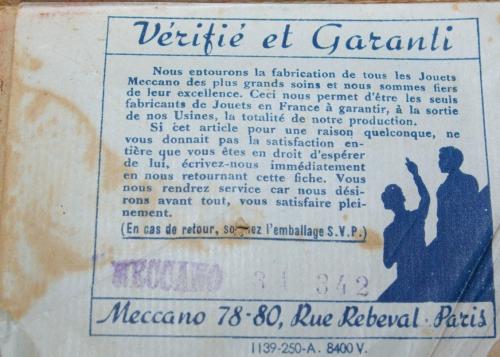 Vérifié et Garanti
Nous entourons la fabrication de tous les Jouets
Meccano des plus grands soins et nous sommes fiers
de leur excellence. Ceci nous permet d'être les seuls
fabricants de Jouets en France à garantir, à la sortie
de nos Usines, la totalité de notre production.
Si cet article pour une raison quelconque, ne
vous donnait pas la satisfaction en-
tière que vous êtes en droit d'espérer
de lui, écrivez-nous immédiatement
en nous retournant cette fiche. Vous
nous rendrez service car nous dési-
rons avant tout, vous satisfaire plei-
nement.
(En cas de retour, soignez l'emballage S.V.P.)
MECCANO 31 342
Meccano 78-80, Rue Rebeval - Paris
1139-250-A. 8400 V.